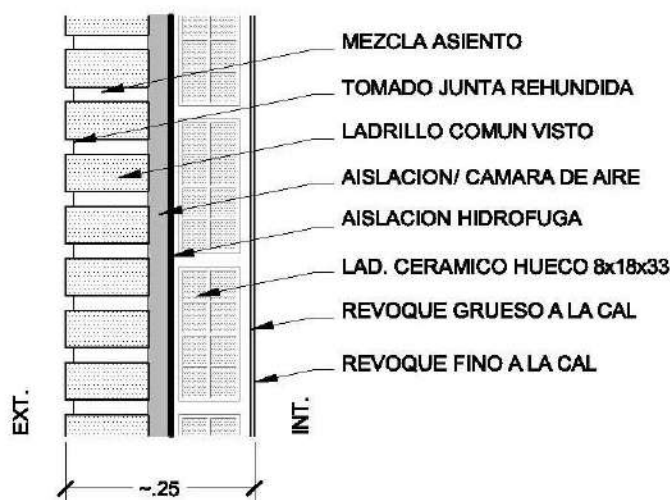 MEZCLA ASIENTO
TOMADO JUNTA REHUNDIDA
LADRILLO COMUN VISTO
AISLACION/ CAMARA DE AIRE
AISLACION HIDROFUGA
LAD. CERAMICO HUECO 8x18x33
REVOQUE GRUESO A LA CAL
REVOQUE FINO A LA CAL
EXT.
INT.
~.25